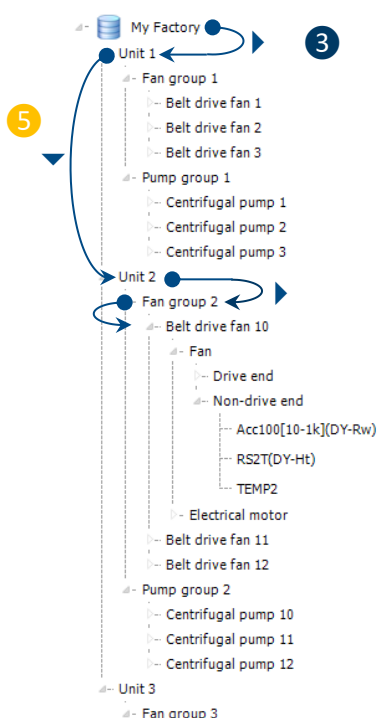 My Factory
3
Unit 1
Fan group 1
Belt drive fan 1
5
Belt drive fan 2
Belt drive fan 3
Pump group 1
Centrifugal pump 1
Centrifugal pump 2
Centrifugal pump 3
Unit 2
Fan group 2
Belt drive fan 10
Fan
Drive end
Non-drive end
Acc100[10-1k](DY-Rw)
RS2T(DY-Ht)
TEMP2
Electrical motor
Belt drive fan 11
Belt drive fan 12
Pump group 2
Centrifugal pump 10
Centrifugal pump 11
Centrifugal pump 12
Unit 3
Fan group 3